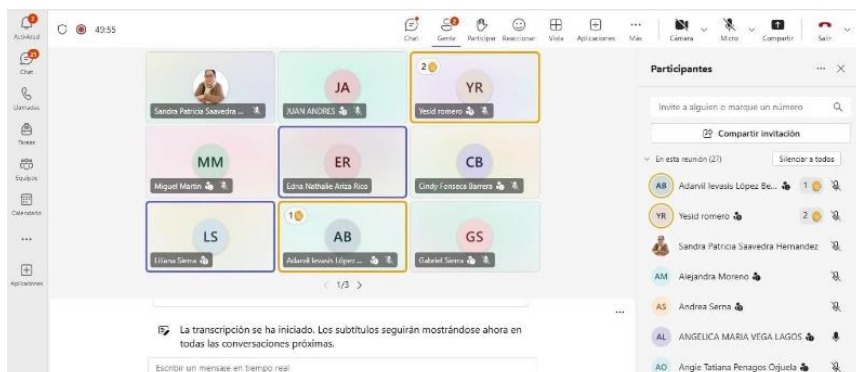 2
Actividad
21
Chat
Llamadas
Tareas
Equipos
Calendario
Aplicaciones
49:55
Chat
2
Gente
Participar
Reaccionar
Vista
Aplicaciones
Más
Cámara
Micro
Compartir
Salir
Sandra Patricia Saavedra ...
JA
JUAN ANDRES
2
YR
Yesid romero
MM
Miguel Martin
ER
Edna Nathalie Ariza Rico
CB
Cindy Fonseca Barrera
LS
Liliana Sierra
1
AB
Adarvil levasis López ...
GS
Gabriel Sierra
1/3
La transcripción se ha iniciado. Los subtítulos seguirán mostrándose ahora en
todas las conversaciones próximas.
Escribir un mensaje en tiempo real
Participantes
Invite a alguien o marque un número
Compartir invitación
En esta reunión (27)
Silenciar a todos
AB Adarvil levasis López Be... 1
YR Yesid romero 2
Sandra Patricia Saavedra Hernandez
AM Alejandra Moreno
AS Andrea Serna
AL ANGELICA MARIA VEGA LAGOS
AO Angie Tatiana Penagos Orjuela